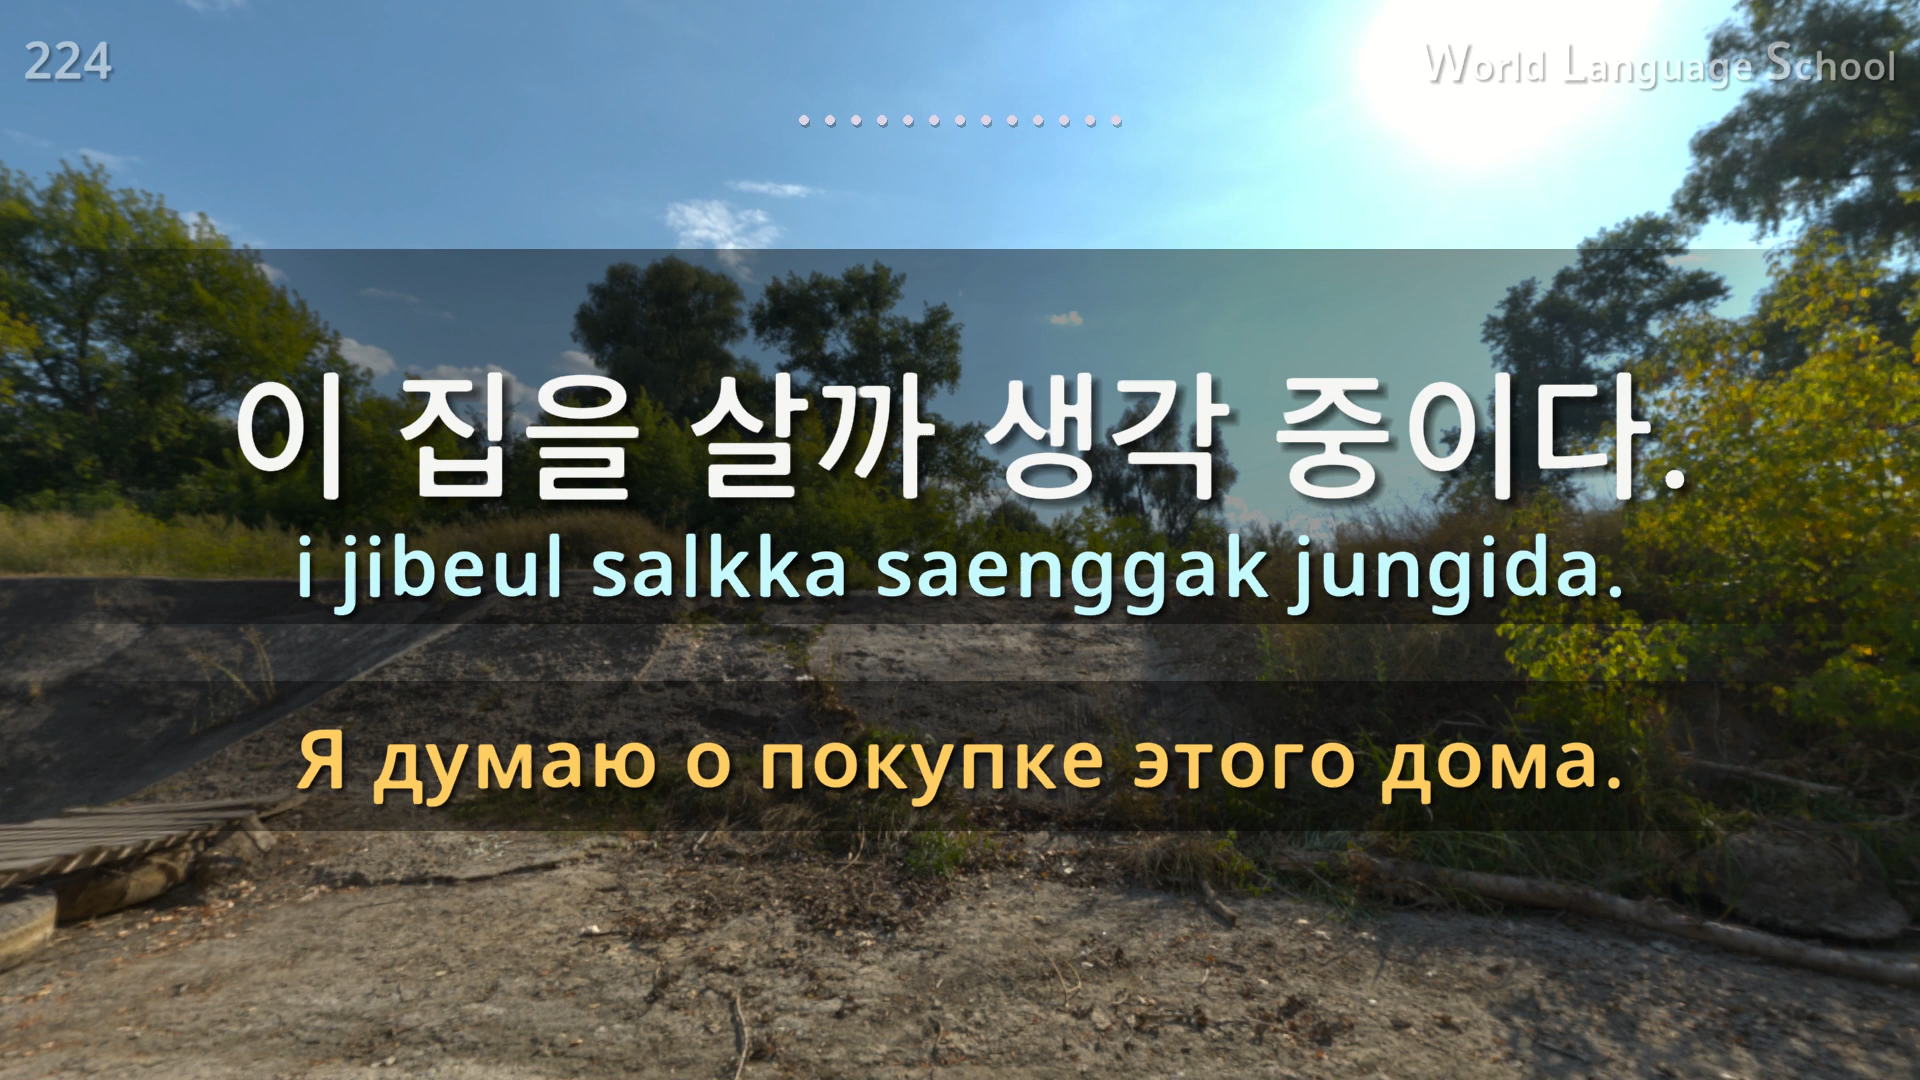 224
World Language School
이 집을 살까 생각 중이다.
i jibeul salkka saenggak jungida.
Я думаю о покупке этого дома.